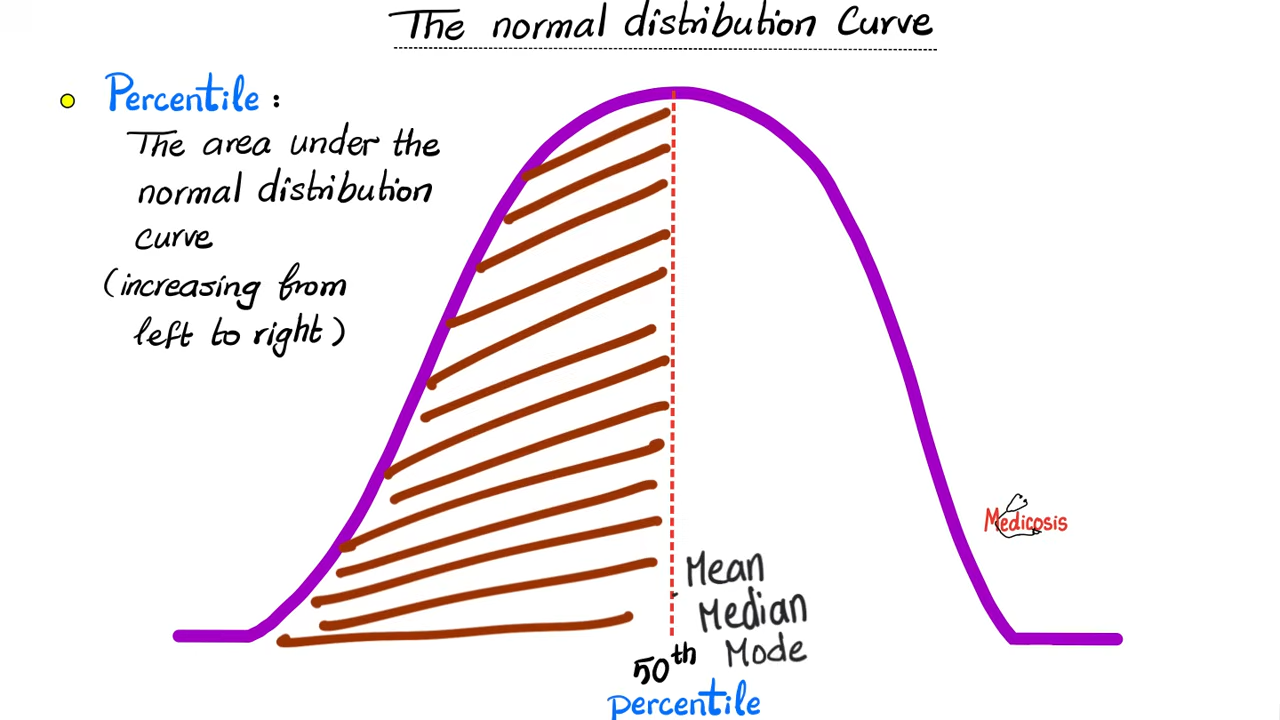 The normal distribution Curve
Percentile :
The area under the
normal distribution
curve
(increasing from
left to right)
Medicosis
Mean
Median
Mode
50th
percentile